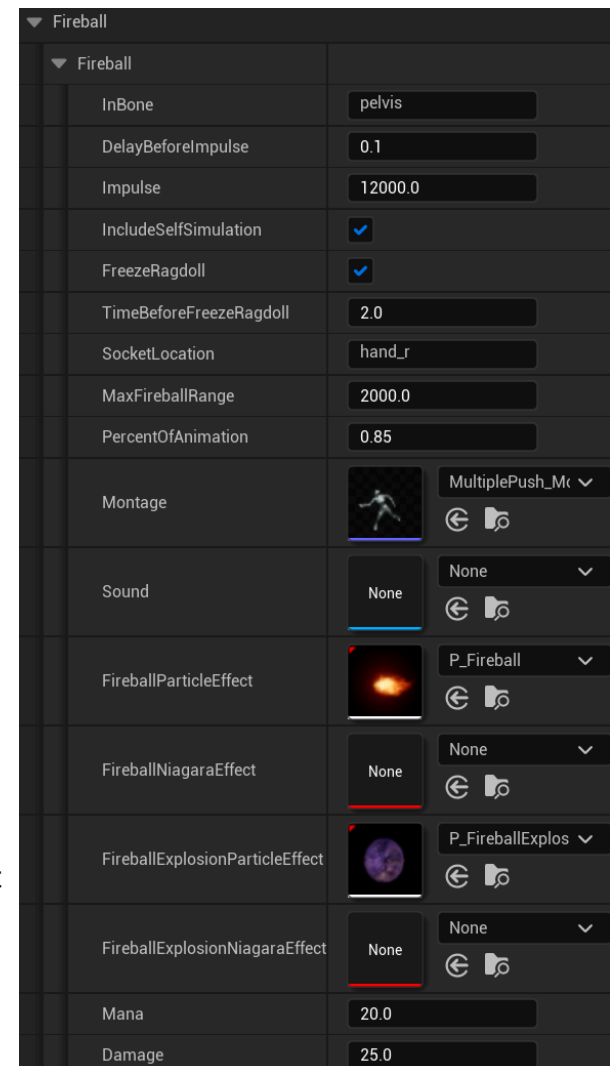 Fireball
Fireball
InBone pelvis
DelayBeforeImpulse 0.1
Impulse 12000.0
IncludeSelfSimulation
FreezeRagdoll
TimeBeforeFreezeRagdoll 2.0
SocketLocation hand_r
MaxFireballRange 2000.0
PercentOfAnimation 0.85
Montage MultiplePush_Mo
Sound None None
FireballParticleEffect P_Fireball
FireballNiagaraEffect None None
FireballExplosionParticleEffect P_FireballExplos
FireballExplosionNiagaraEffect None None
Mana 20.0
Damage 25.0